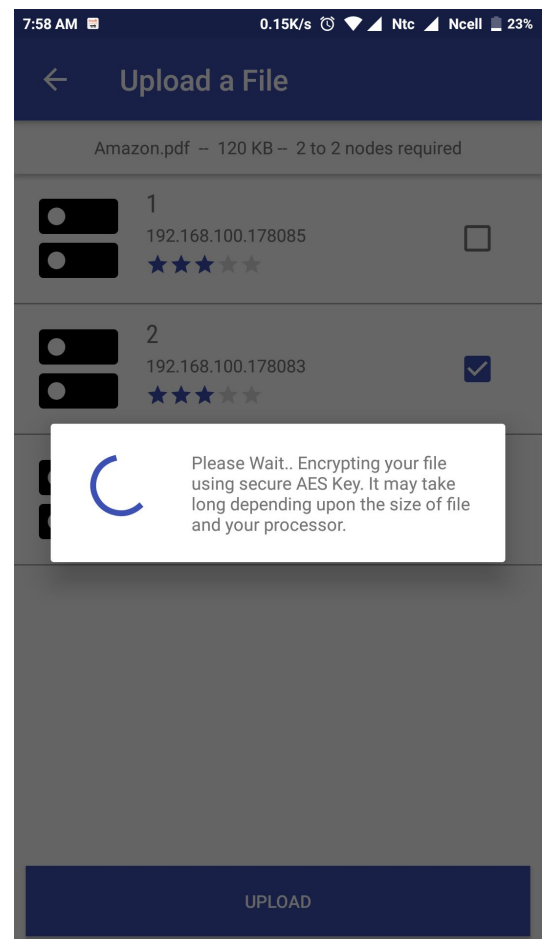 7:58 AM 0.15K/s Ntc Ncell 23%
Upload a File
Amazon.pdf -- 120 KB -- 2 to 2 nodes required
1
192.168.100.178085
2
192.168.100.178083
Please Wait.. Encrypting your file
using secure AES Key. It may take
long depending upon the size of file
and your processor.
UPLOAD